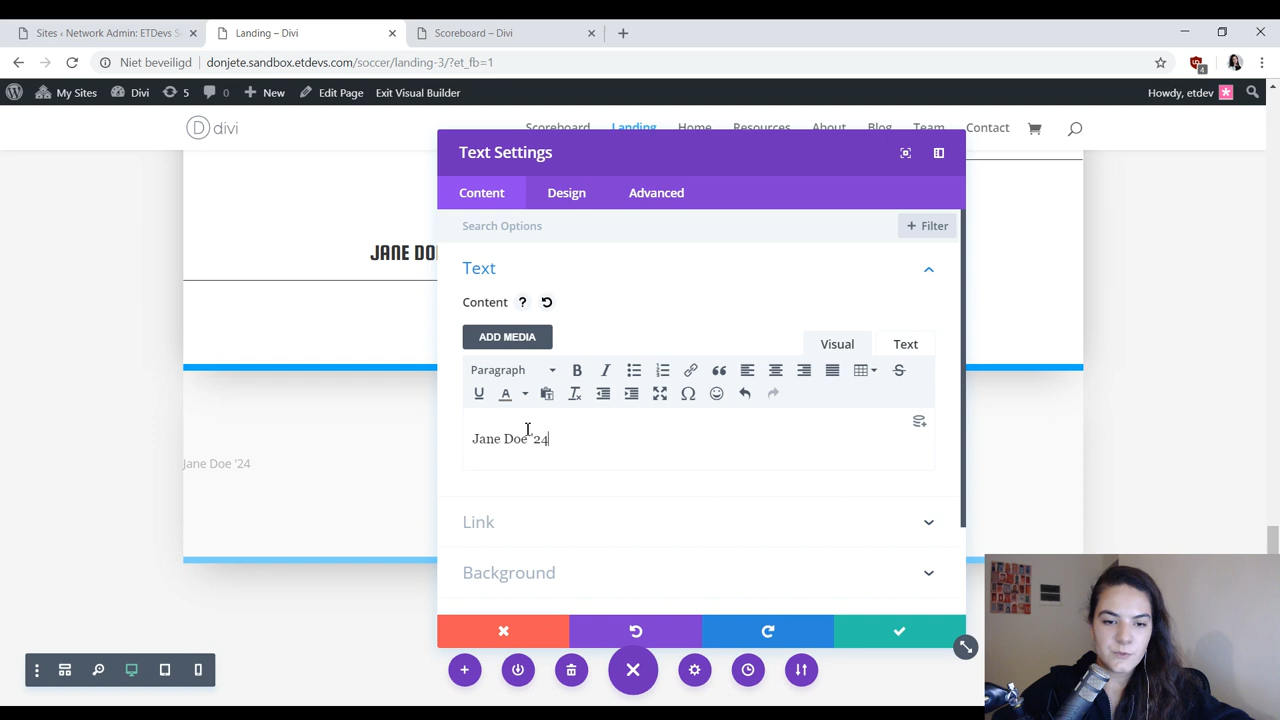 Sites ‹ Network Admin: ETDevs S
Landing – Divi
Scoreboard – Divi
Niet beveiligd
donjete.sandbox.etdevs.com/soccer/landing-3/?et_fb=1
4
My Sites
Divi
5
0
New
Edit Page
Exit Visual Builder
Howdy, etdev
D divi
Scoreboard
Landing
Home
Resources
About
Blog
Team
Contact
Text Settings
Content
Design
Advanced
Search Options
+ Filter
JANE DO
Text
Content ?
ADD MEDIA
Visual
Text
Paragraph
B
I
U
A
Jane Doe '24
Jane Doe '24
Link
Background